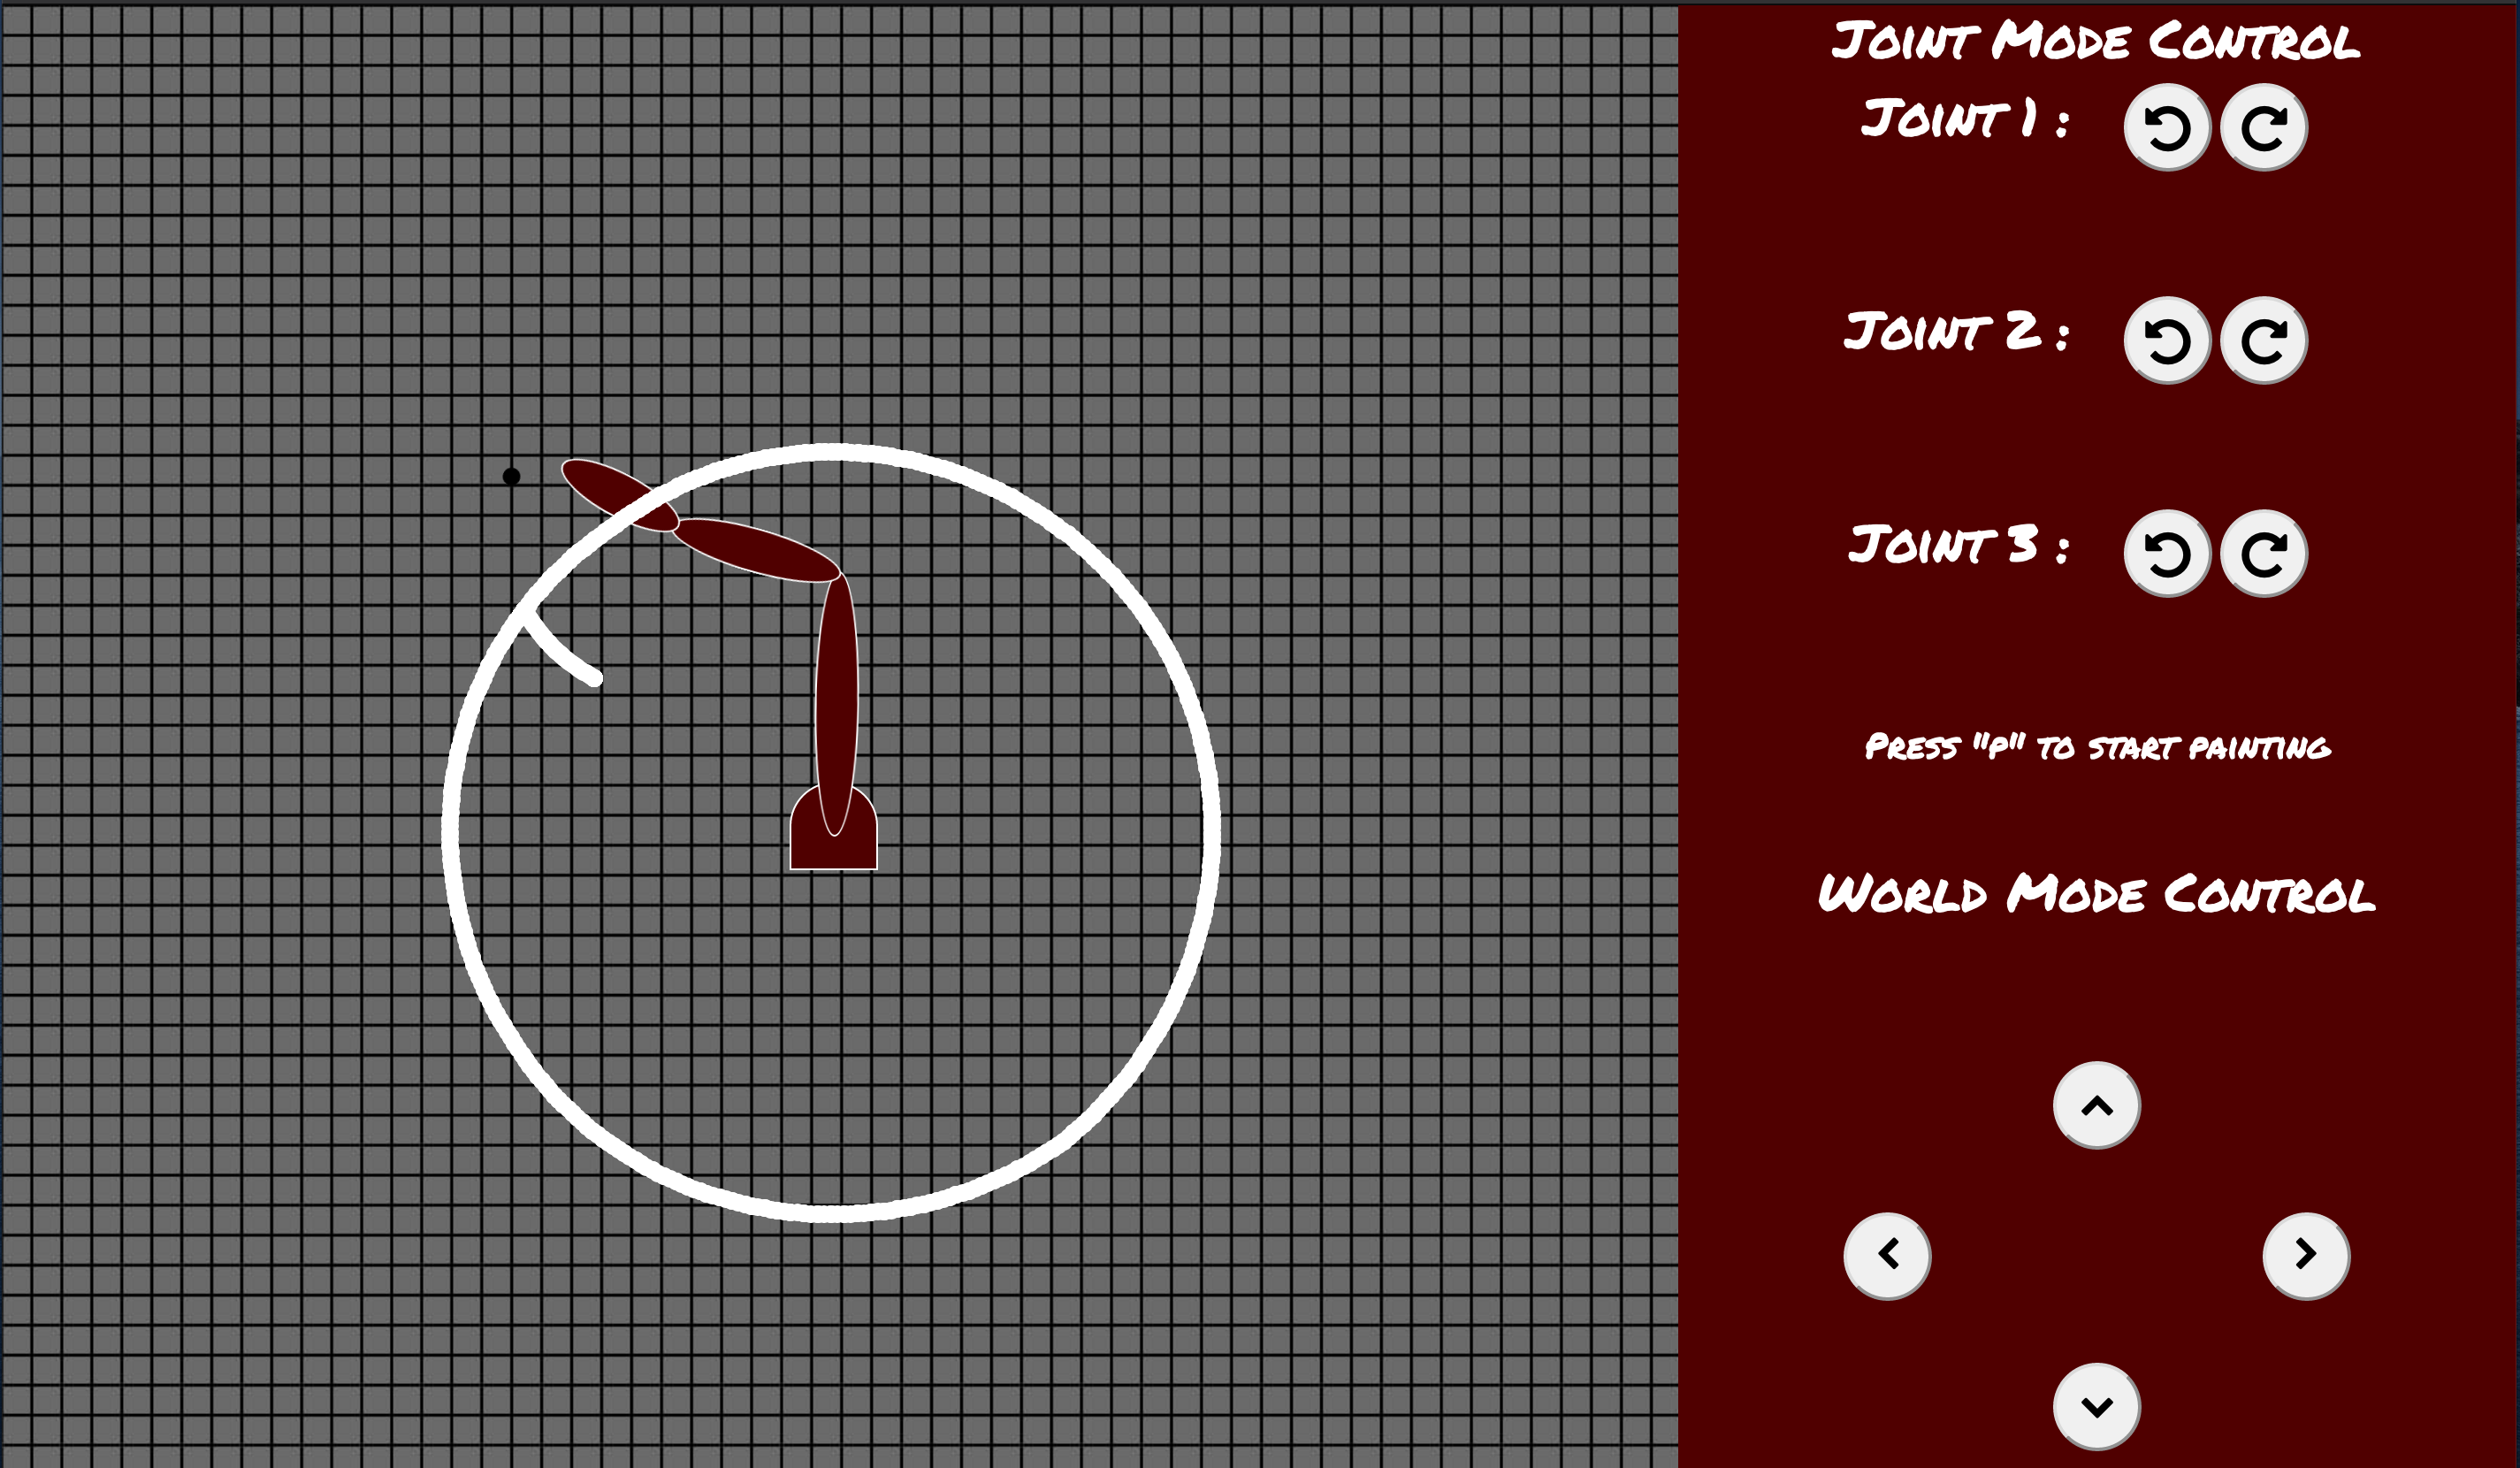 Joint Mode Control
Joint 1 :
Joint 2 :
Joint 3 :
Press "p" to start painting
World Mode Control